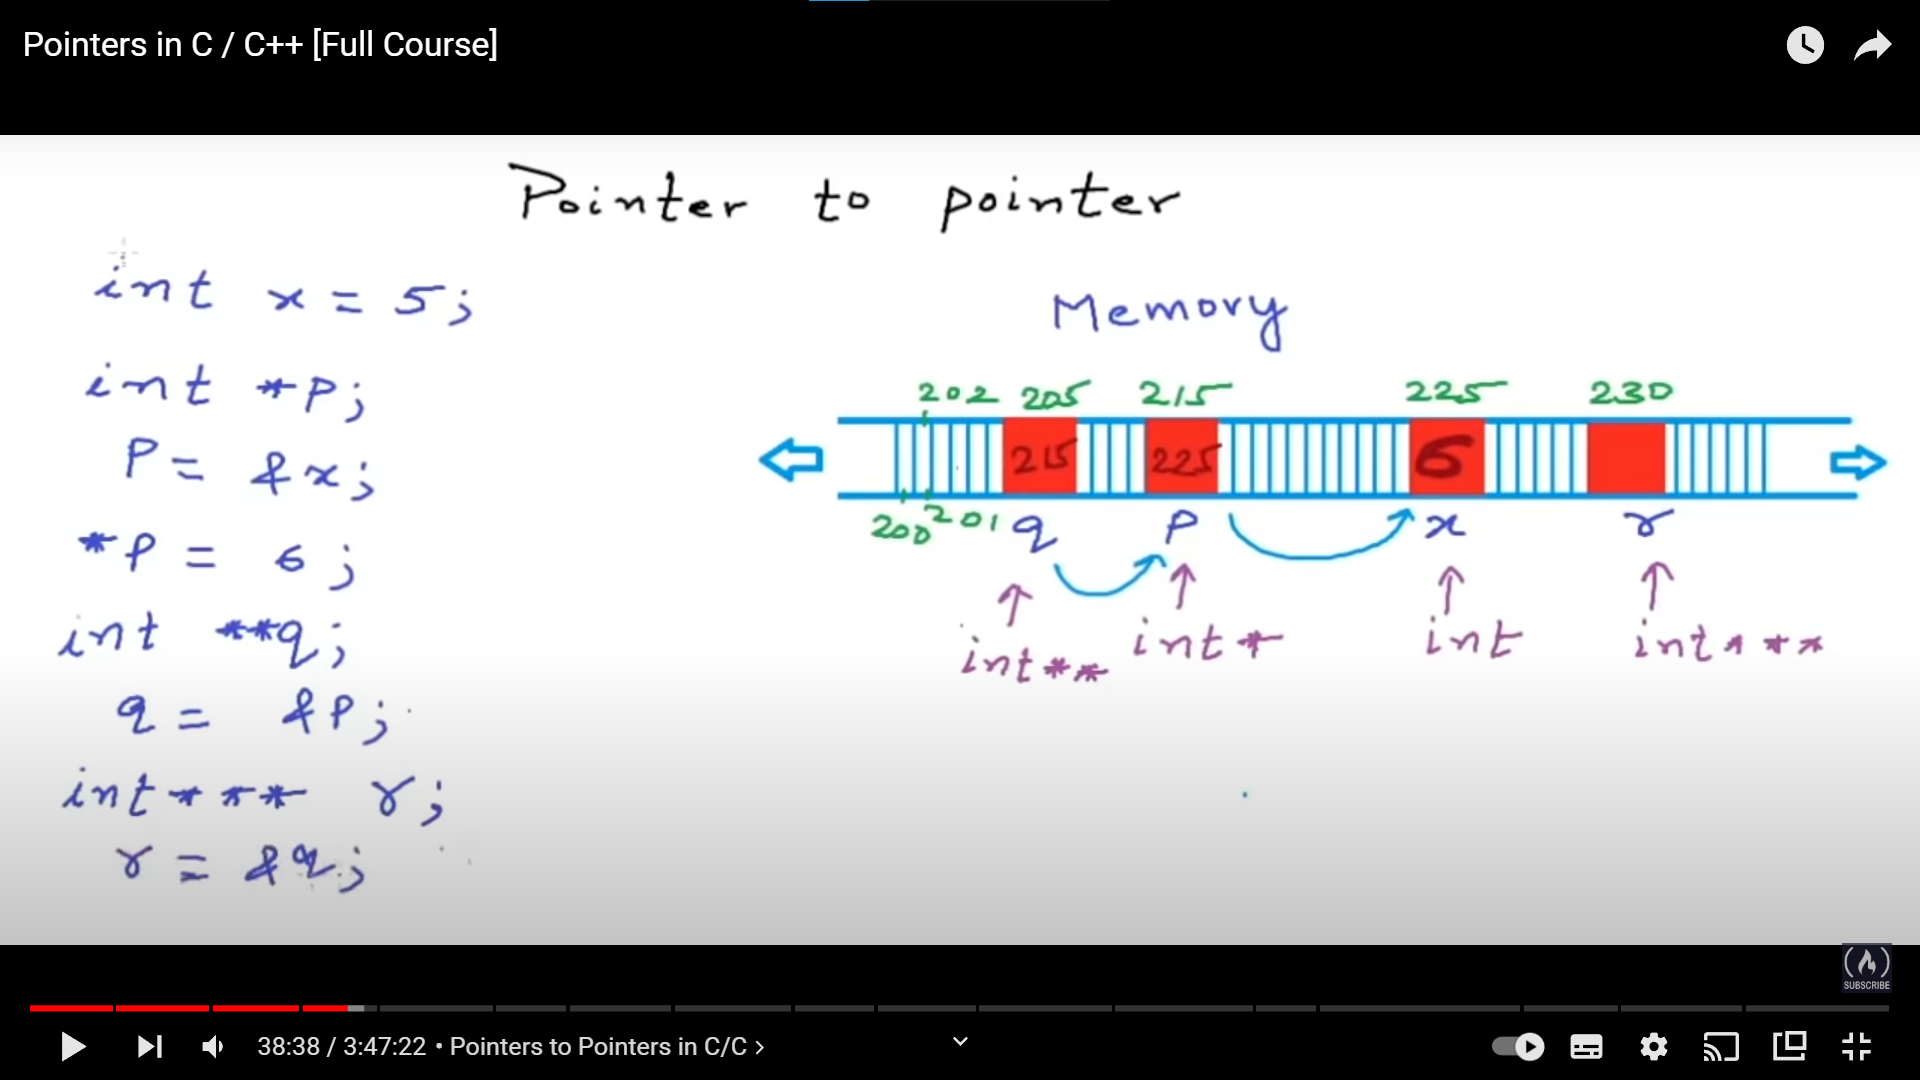 Pointers in C / C++ [Full Course]
Pointer to pointer
int x = 5;
int *p;
P = &x;
*P = 6;
int **q;
q = &P;
int*** r;
r = &q;
Memory
202 205 215 225 230
215 225 6
200 201 q P x r
int** int* int int***
SUBSCRIBE
38:38 / 3:47:22 • Pointers to Pointers in C/C